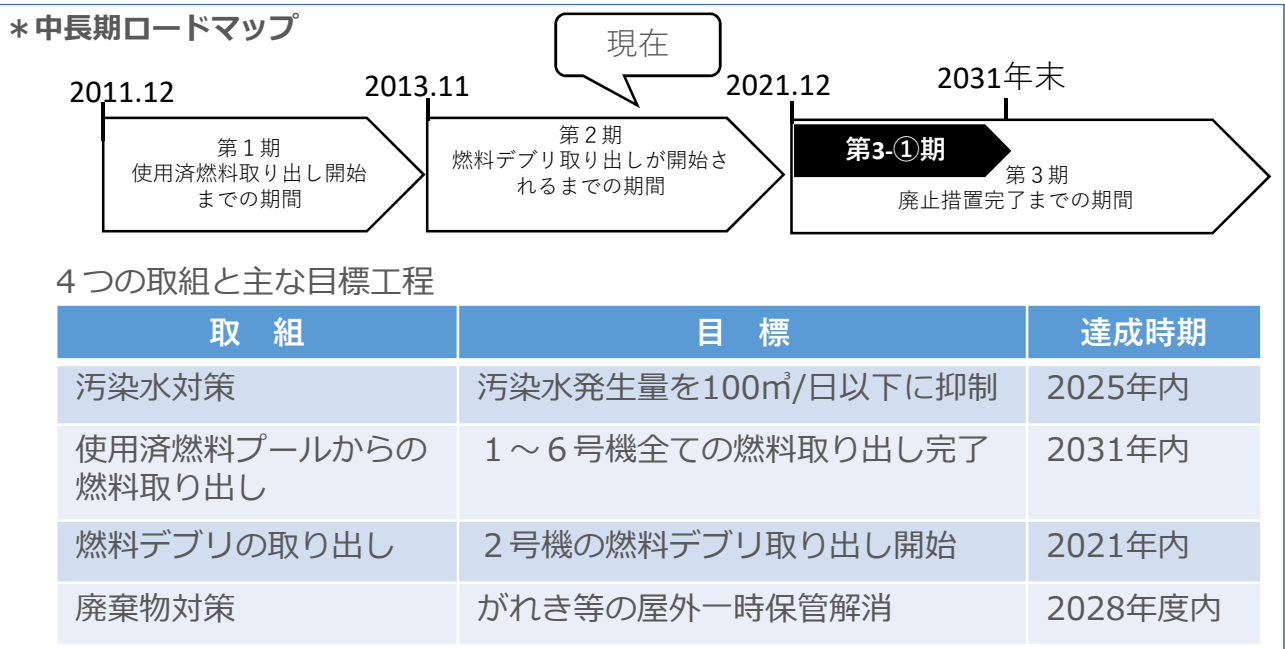 ＊中長期ロードマップ
現在
2011.12
2013.11
2021.12
2031年末
第１期
使用済燃料取り出し開始
までの期間
第２期
燃料デブリ取り出しが開始さ
れるまでの期間
第3-①期
第３期
廃止措置完了までの期間
４つの取組と主な目標工程
取　組
目　標
達成時期
汚染水対策
汚染水発生量を100㎥/日以下に抑制
2025年内
使用済燃料プールからの
燃料取り出し
１～６号機全ての燃料取り出し完了
2031年内
燃料デブリの取り出し
２号機の燃料デブリ取り出し開始
2021年内
廃棄物対策
がれき等の屋外一時保管解消
2028年度内